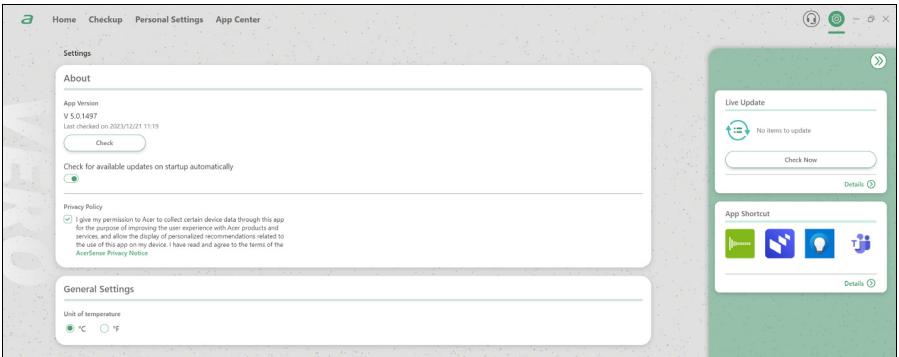 a Home Checkup Personal Settings App Center
Settings
About
App Version
V 5.0.1497
Last checked on 2023/12/21 11:19
Check
Check for available updates on startup automatically
Privacy Policy
I give my permission to Acer to collect certain device data through this app
for the purpose of improving the user experience with Acer products and
services, and allow the display of personalized recommendations related to
the use of this app on my device. I have read and agree to the terms of the
AcerSense Privacy Notice
General Settings
Unit of temperature
°C °F
Live Update
No items to update
Check Now
Details
App Shortcut
T
Details
VERO